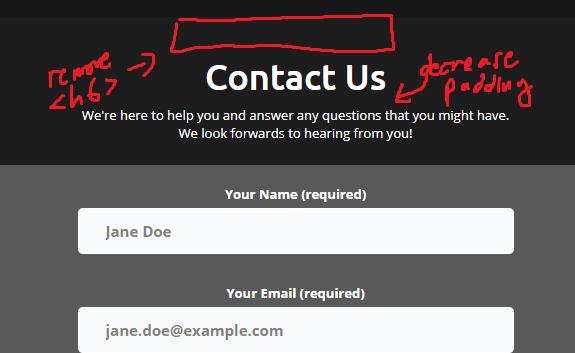 remove
<h6>
Contact Us
decrease
padding
We're here to help you and answer any questions that you might have.
We look forwards to hearing from you!
Your Name (required)
Jane Doe
Your Email (required)
jane.doe@example.com